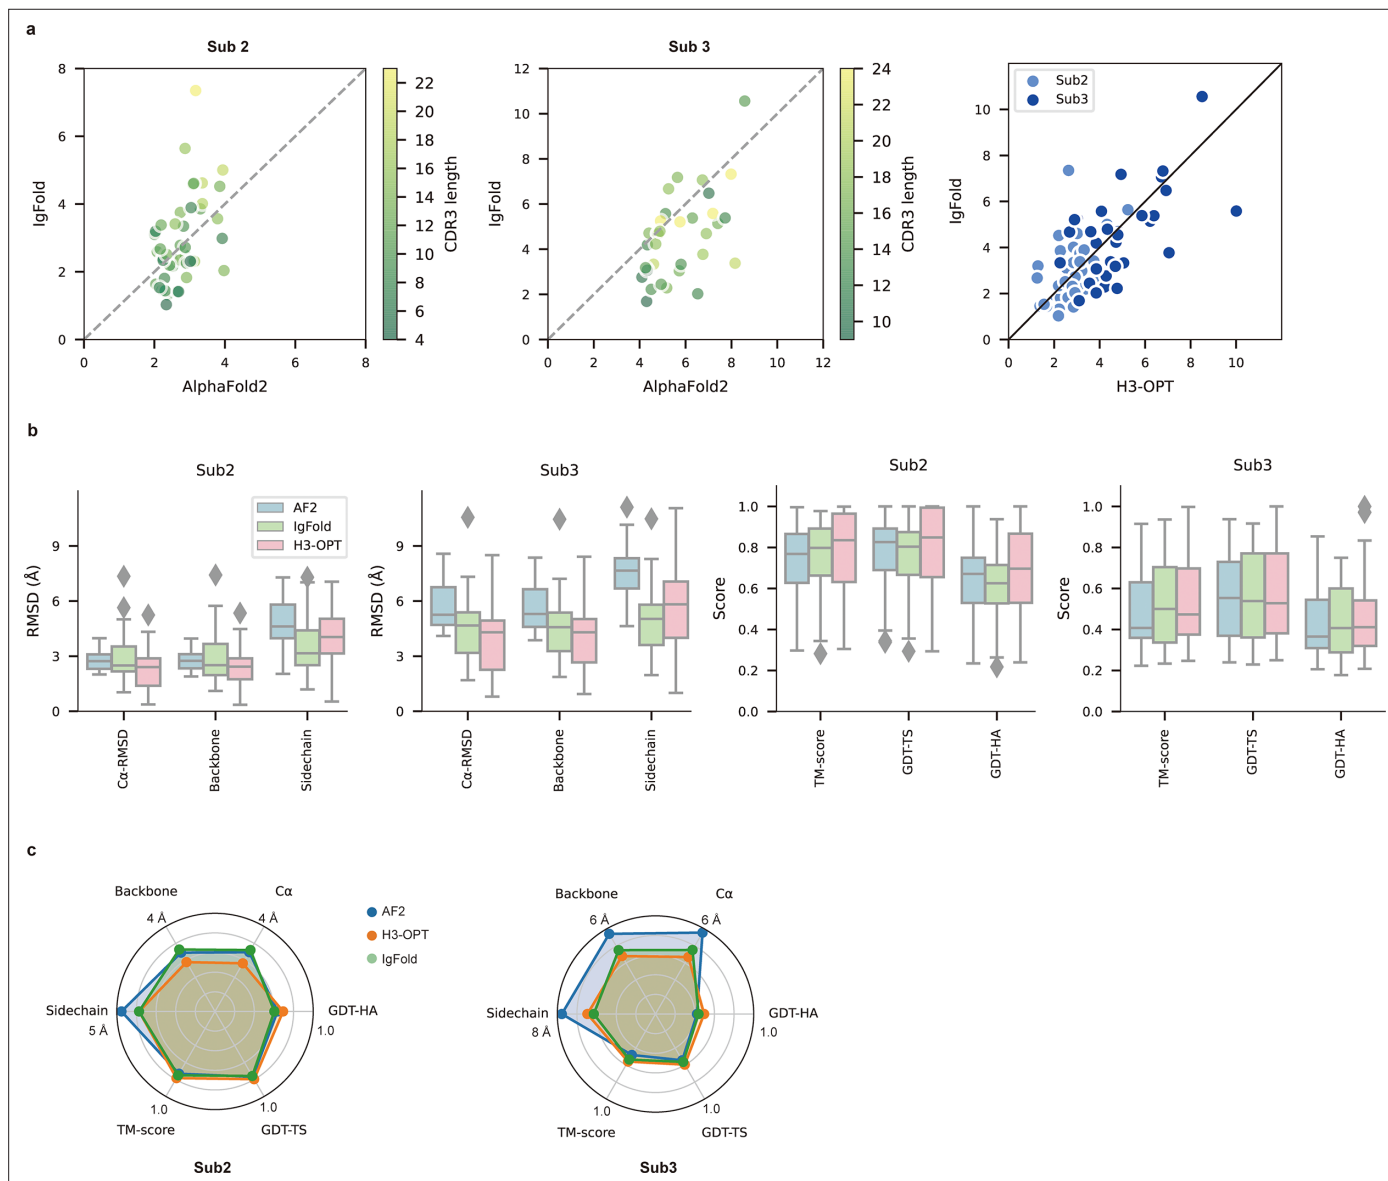 a
Sub 2
8
6
4
2
0
0 2 4 6 8
IgFold
AlphaFold2
22
20
18
16
14
12
10
8
6
4
CDR3 length
Sub 3
12
10
8
6
4
2
0
0 2 4 6 8 10 12
IgFold
AlphaFold2
24
22
20
18
16
14
12
10
CDR3 length
Sub2
Sub3
10
8
6
4
2
0
0 2 4 6 8 10
IgFold
H3-OPT
b
Sub2
AF2
IgFold
H3-OPT
9
6
3
0
RMSD (Å)
Cα-RMSD
Backbone
Sidechain
Sub3
9
6
3
0
RMSD (Å)
Cα-RMSD
Backbone
Sidechain
Sub2
1.0
0.8
0.6
0.4
0.2
0.0
Score
TM-score
GDT-TS
GDT-HA
Sub3
1.0
0.8
0.6
0.4
0.2
0.0
Score
TM-score
GDT-TS
GDT-HA
c
Backbone
Cα
4 Å
4 Å
Sidechain
5 Å
GDT-HA
1.0
1.0
1.0
TM-score
GDT-TS
Sub2
AF2
H3-OPT
IgFold
Backbone
Cα
6 Å
6 Å
Sidechain
8 Å
GDT-HA
1.0
1.0
1.0
TM-score
GDT-TS
Sub3